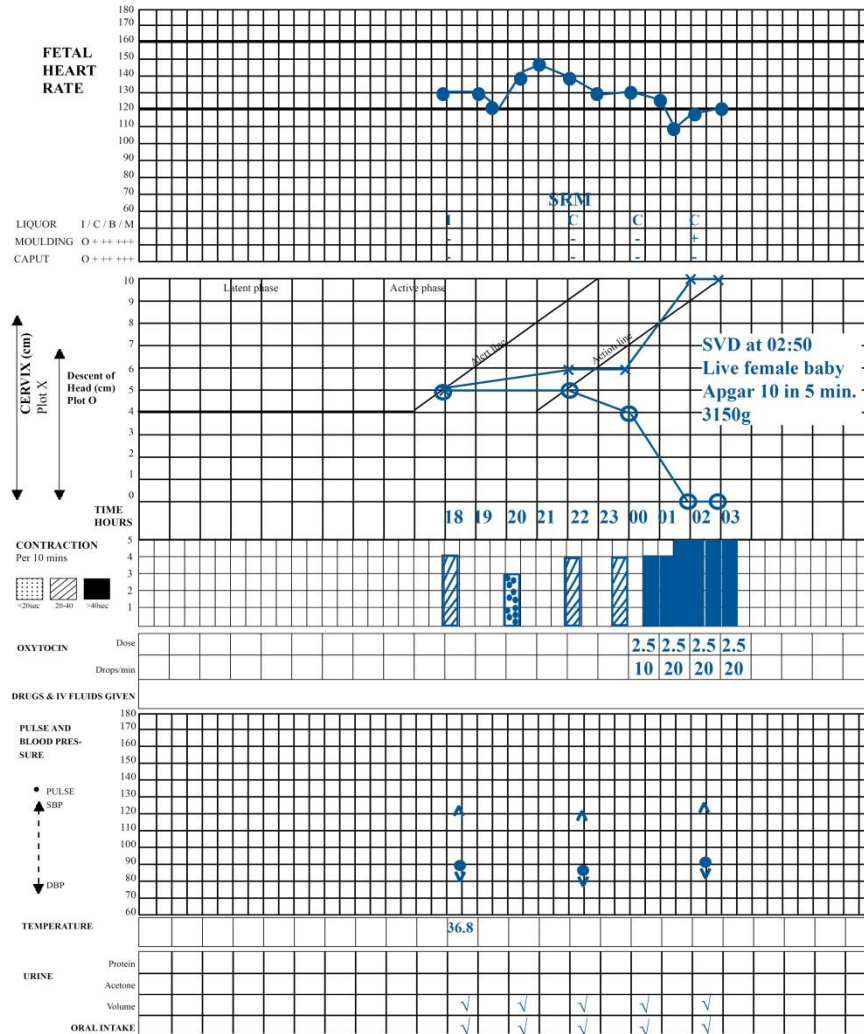 180
170
160
150
140
130
120
110
100
90
80
70
60
FETAL
HEART
RATE
SRM
LIQUOR I / C / B / M I C C C
MOULDING O + ++ +++ - - - +
CAPUT O + ++ +++ - - - -
10
9
8
7
6
5
4
3
2
1
0
Latent phase Active phase
Alert line
Action line
CERVIX (cm)
Plot X
Descent of
Head (cm)
Plot O
SVD at 02:50
Live female baby
Apgar 10 in 5 min.
3150g
TIME
HOURS
18 19 20 21 22 23 00 01 02 03
CONTRACTION
Per 10 mins
5
4
3
2
1
<20sec 20-40 >40sec
OXYTOCIN
Dose 2.5 2.5 2.5 2.5
Drops/min 10 20 20 20
DRUGS & IV FLUIDS GIVEN
PULSE AND
BLOOD PRES-
SURE
180
170
160
150
140
130
120
110
100
90
80
70
60
PULSE
SBP
DBP
TEMPERATURE 36.8
URINE
Protein
Acetone
Volume √ √ √ √ √
ORAL INTAKE √ √ √ √ √